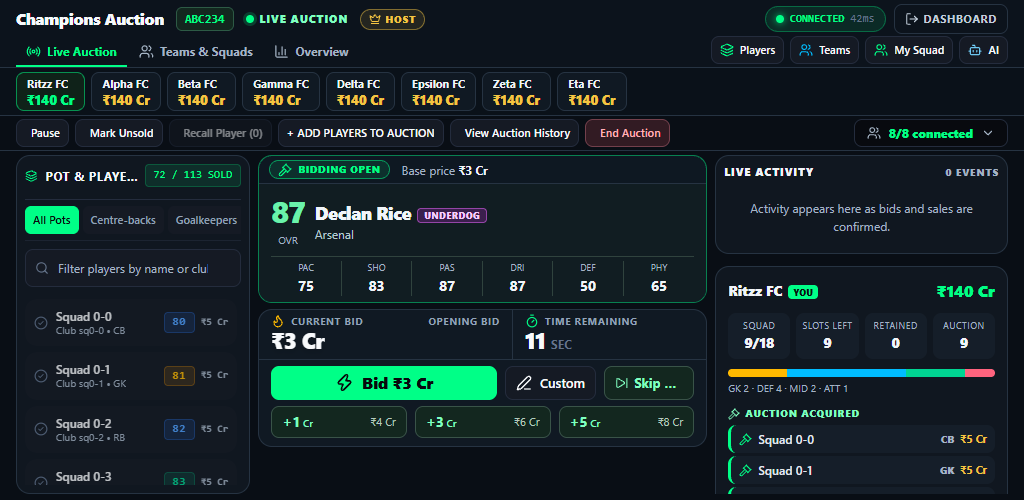 Champions Auction ABC234 LIVE AUCTION HOST CONNECTED 42ms DASHBOARD
Live Auction Teams & Squads Overview Players Teams My Squad AI
Ritzz FC Alpha FC Beta FC Gamma FC Delta FC Epsilon FC Zeta FC Eta FC
₹140 Cr ₹140 Cr ₹140 Cr ₹140 Cr ₹140 Cr ₹140 Cr ₹140 Cr ₹140 Cr
Pause Mark Unsold Recall Player (0) + ADD PLAYERS TO AUCTION View Auction History End Auction 8/8 connected
POT & PLAYE... 72 / 113 SOLD
All Pots Centre-backs Goalkeepers
Filter players by name or clu
Squad 0-0 80 ₹5 Cr
Club sq0-0 • CB
Squad 0-1 81 ₹5 Cr
Club sq0-1 • GK
Squad 0-2 82 ₹5 Cr
Club sq0-2 • RB
Squad 0-3 83 ₹5 Cr
BIDDING OPEN Base price ₹3 Cr
87 Declan Rice UNDERDOG
OVR Arsenal
PAC SHO PAS DRI DEF PHY
75 83 87 87 50 65
CURRENT BID OPENING BID TIME REMAINING
₹3 Cr 11 SEC
Bid ₹3 Cr Custom Skip ...
+1 Cr ₹4 Cr +3 Cr ₹6 Cr +5 Cr ₹8 Cr
LIVE ACTIVITY 0 EVENTS
Activity appears here as bids and sales are
confirmed.
Ritzz FC YOU ₹140 Cr
SQUAD SLOTS LEFT RETAINED AUCTION
9/18 9 0 9
GK 2 · DEF 4 · MID 2 · ATT 1
AUCTION ACQUIRED
Squad 0-0 CB ₹5 Cr
Squad 0-1 GK ₹5 Cr